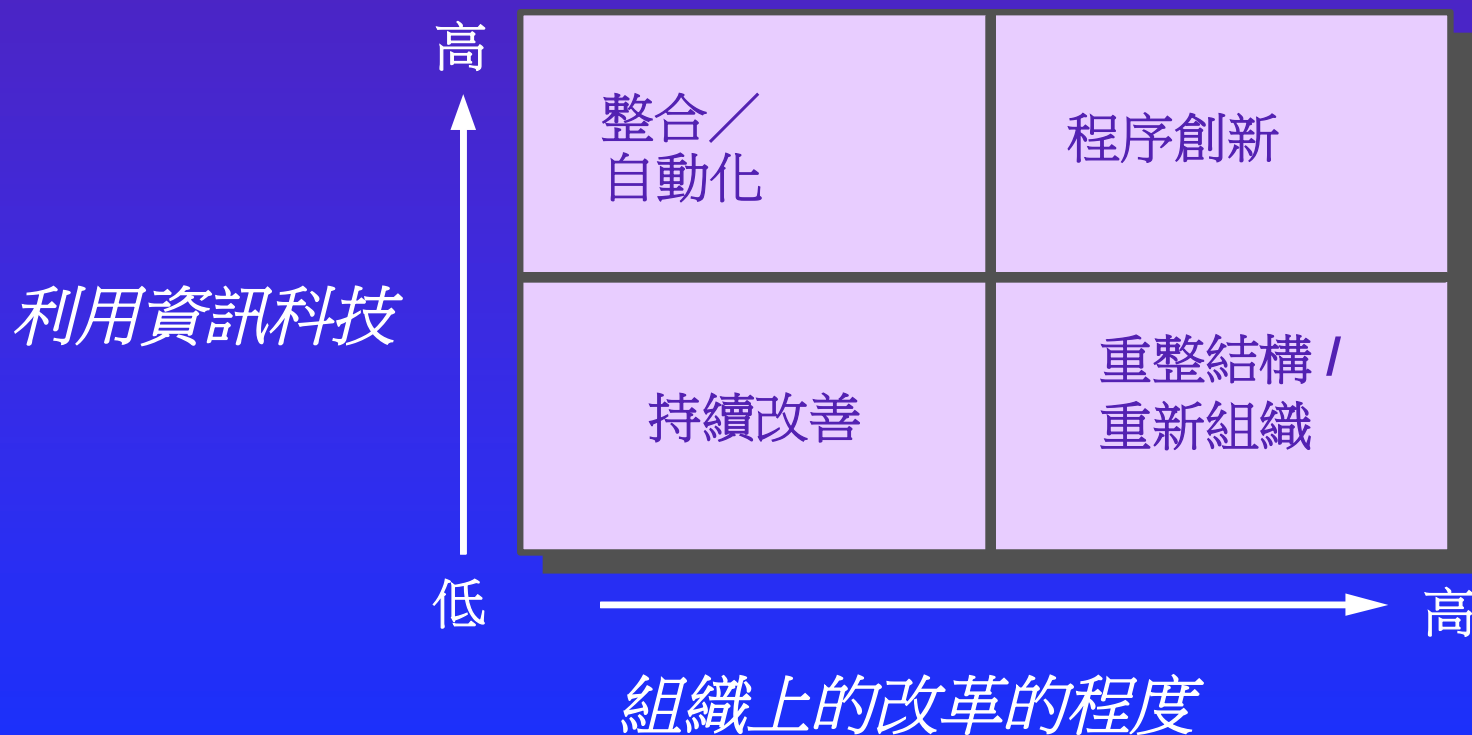 高
整合／
自動化
程序創新
利用資訊科技
持續改善
重整結構 /
重新組織
低
高
組織上的改革的程度